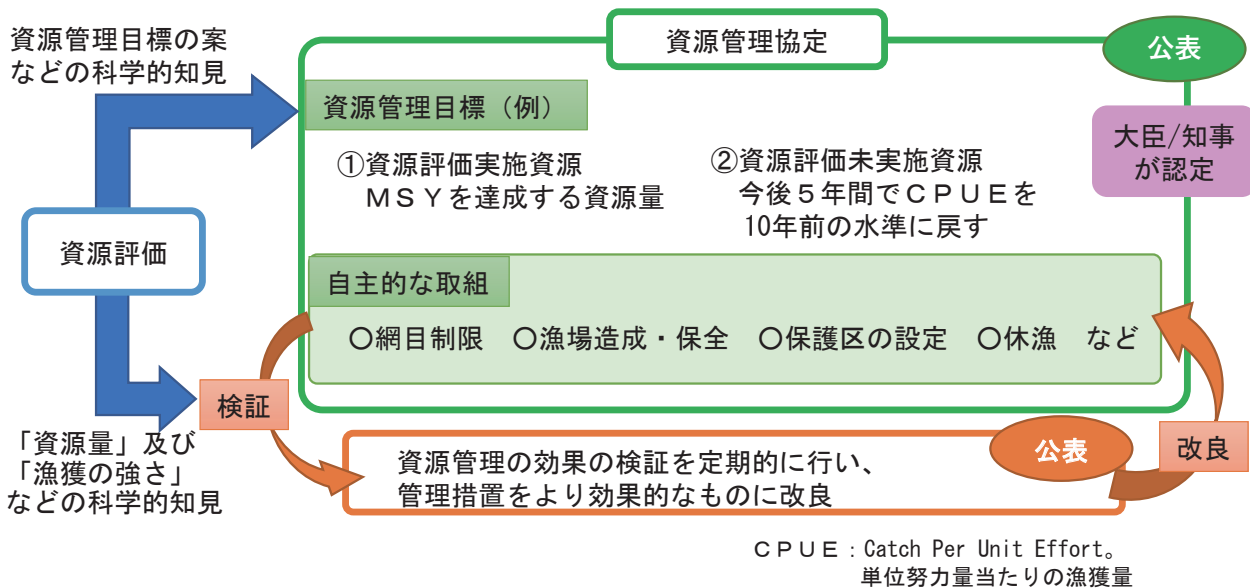 資源管理目標の案
などの科学的知見
資源管理協定
公表
資源管理目標（例）
大臣/知事
が認定
①資源評価実施資源
ＭＳＹを達成する資源量
②資源評価未実施資源
今後５年間でＣＰＵＥを
10年前の水準に戻す
資源評価
自主的な取組
〇網目制限　〇漁場造成・保全　〇保護区の設定　〇休漁　など
検証
「資源量」及び
「漁獲の強さ」
などの科学的知見
資源管理の効果の検証を定期的に行い、
管理措置をより効果的なものに改良
公表
改良
ＣＰＵＥ：Catch Per Unit Effort。
単位努力量当たりの漁獲量